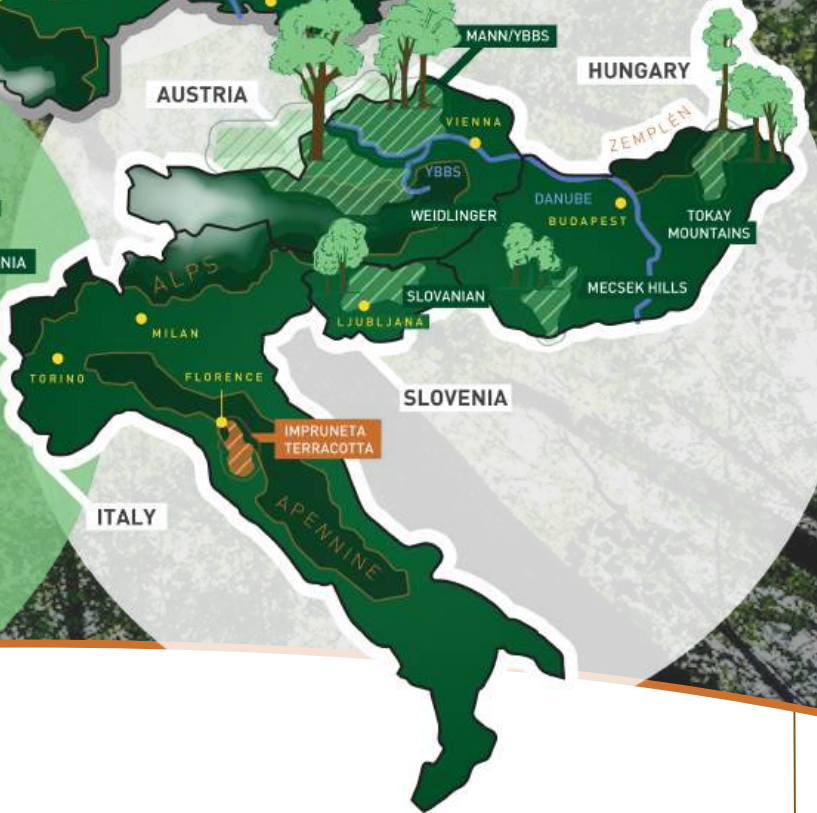 MANN/YBBS
HUNGARY
AUSTRIA
VIENNA
ZEMPLÉN
YBBS
DANUBE
BUDAPEST
WEIDLINGER
TOKAY
MOUNTAINS
NIA
ALPS
SLOVANIAN
MECSEK HILLS
LJUBLJANA
MILAN
TORINO
FLORENCE
SLOVENIA
IMPRUNETA
TERRACOTTA
ITALY
APENNINE